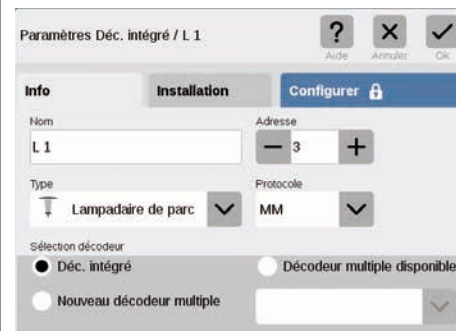 Paramètres Déc. intégré / L 1
?
Aide
Annuler
Ok
Info
Installation
Configurer
Nom
Adresse
L 1
3
Type
Protocole
Lampadaire de parc
MM
Sélection décodeur
Déc. intégré
Décodeur multiple disponible
Nouveau décodeur multiple